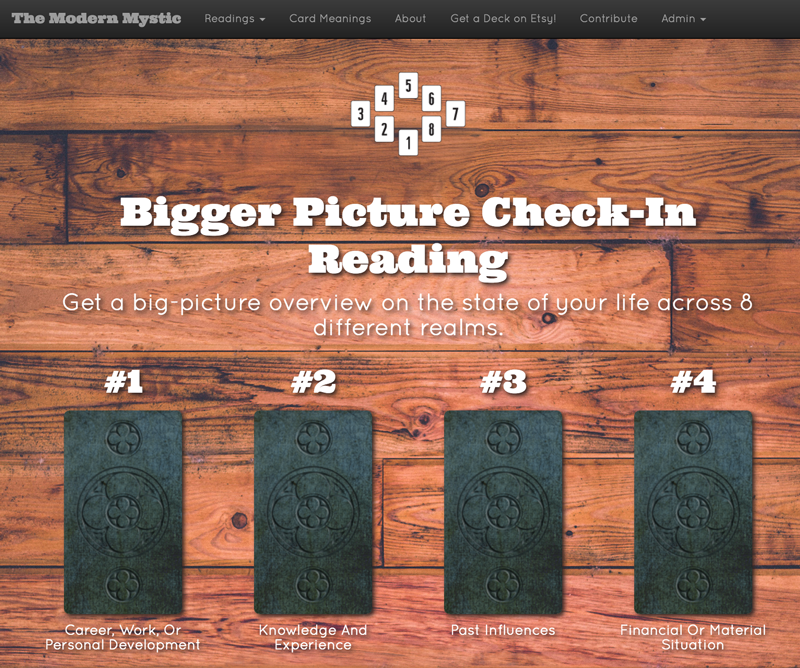 The Modern Mystic Readings Card Meanings About Get a Deck on Etsy! Contribute Admin
5
4 6
3 7
2 8
1
Bigger Picture Check-In
Reading
Get a big-picture overview on the state of your life across 8
different realms.
#1 #2 #3 #4
Career, Work, Or
Personal Development
Knowledge And
Experience
Past Influences
Financial Or Material
SItuation